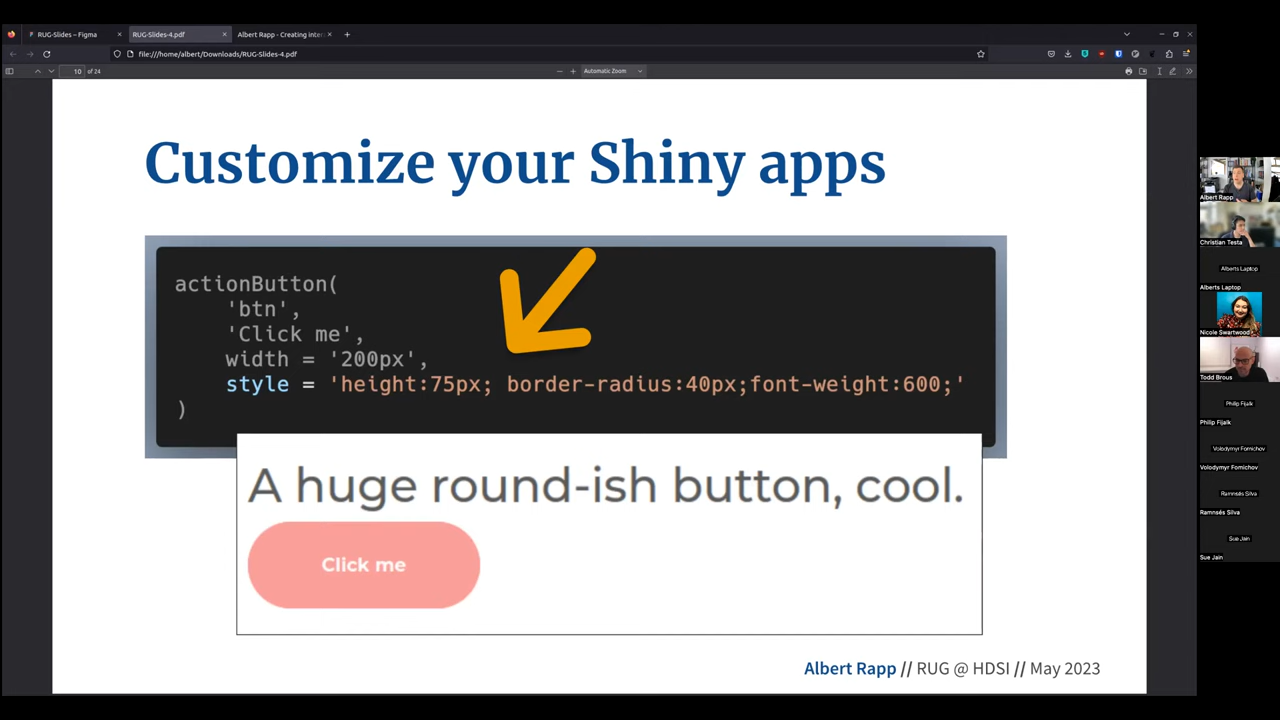 RUG-Slides – Figma
RUG-Slides-4.pdf
Albert Rapp - Creating inter
file:///home/albert/Downloads/RUG-Slides-4.pdf
10 of 24
Automatic Zoom
Customize your Shiny apps
actionButton(
'btn',
'Click me',
width = '200px',
style = 'height:75px; border-radius:40px;font-weight:600;'
)
A huge round-ish button, cool.
Click me
Albert Rapp // RUG @ HDSI // May 2023
Albert Rapp
Christian Testa
Alberts Laptop
Alberts Laptop
Nicole Swartwood
Todd Brous
Philip Fijalk
Philip Fijalk
Volodymyr Fomichov
Volodymyr Fomichov
Ramnsés Silva
Ramnsés Silva
Sue Jain
Sue Jain